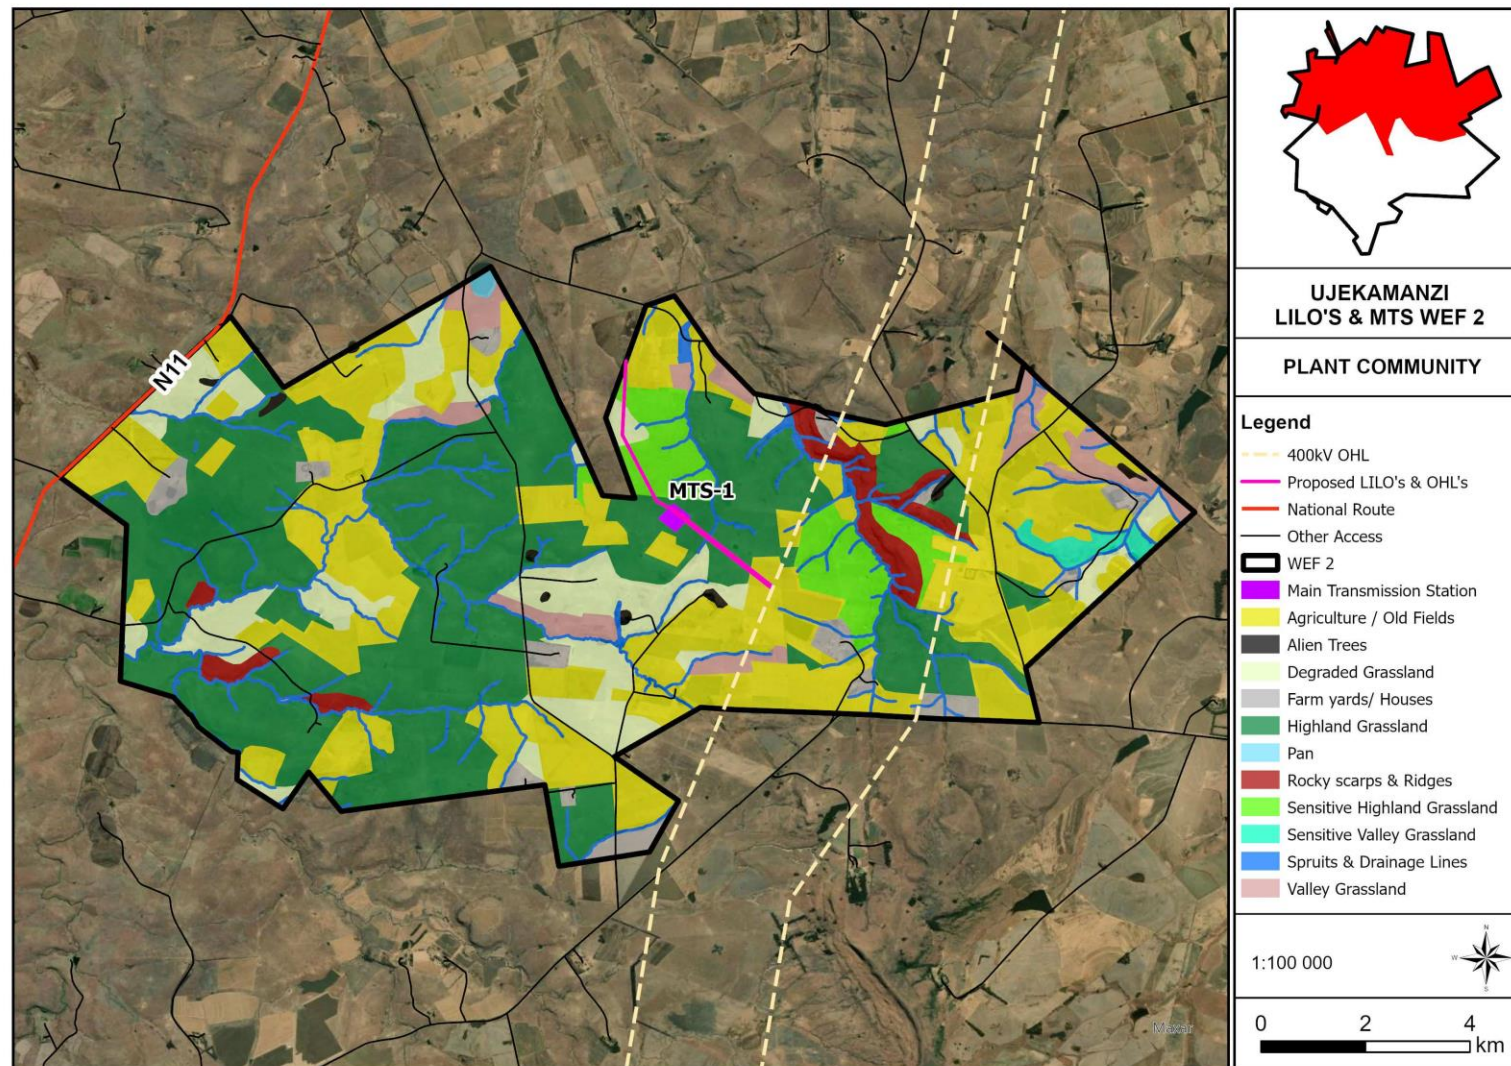 N11
MTS-1
Maxar
UJEKAMANZI
LILO'S & MTS WEF 2
PLANT COMMUNITY
Legend
400kV OHL
Proposed LILO's & OHL's
National Route
Other Access
WEF 2
Main Transmission Station
Agriculture / Old Fields
Alien Trees
Degraded Grassland
Farm yards/ Houses
Highland Grassland
Pan
Rocky scarps & Ridges
Sensitive Highland Grassland
Sensitive Valley Grassland
Spruits & Drainage Lines
Valley Grassland
1:100 000
N
W
S
0 2 4
km